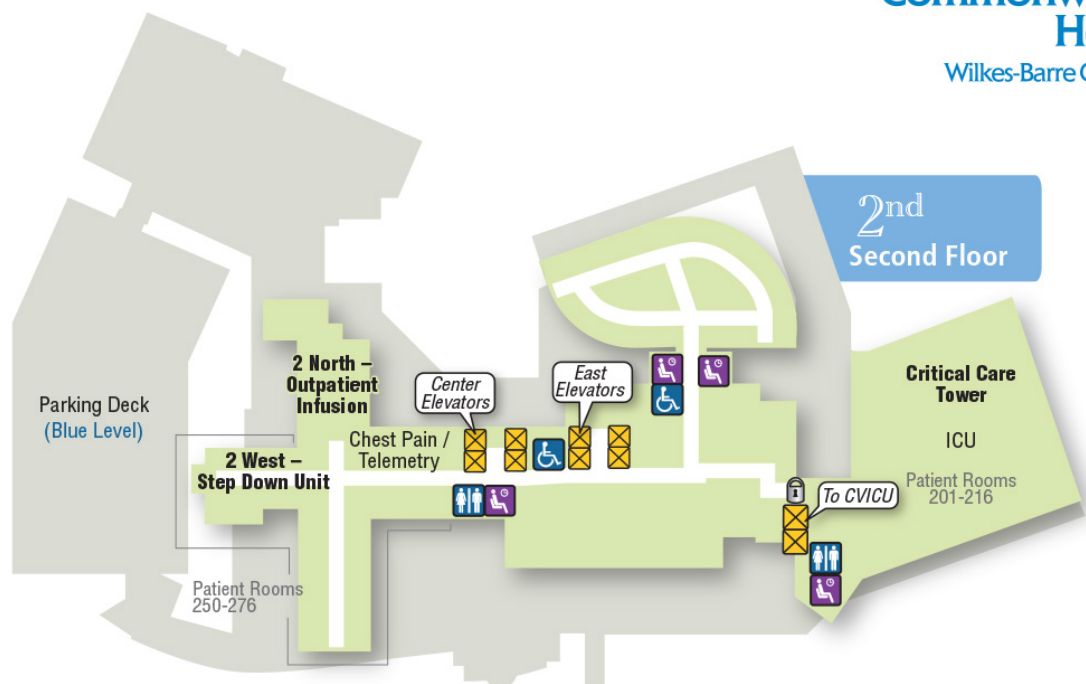 Wilkes-Barre
2nd
Second Floor
2 North –
Outpatient
Infusion
Center
Elevators
East
Elevators
Critical Care
Tower
Parking Deck
(Blue Level)
Chest Pain /
Telemetry
ICU
2 West –
Step Down Unit
Patient Rooms
201-216
To CVICU
Patient Rooms
250-276